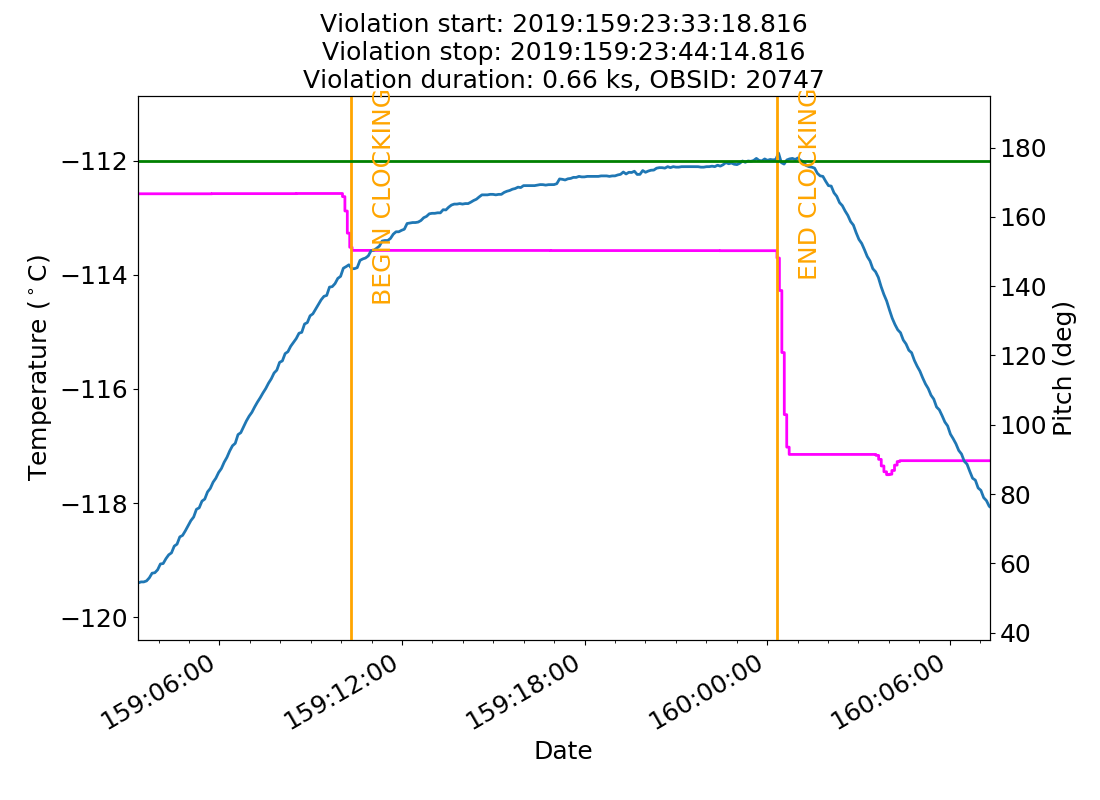 Violation start: 2019:159:23:33:18.816
Violation stop: 2019:159:23:44:14.816
Violation duration: 0.66 ks, OBSID: 20747
BEGIN CLOCKING
END CLOCKING
Temperature (°C)
−112
−114
−116
−118
−120
Pitch (deg)
180
160
140
120
100
80
60
40
159:06:00
159:12:00
159:18:00
160:00:00
160:06:00
Date